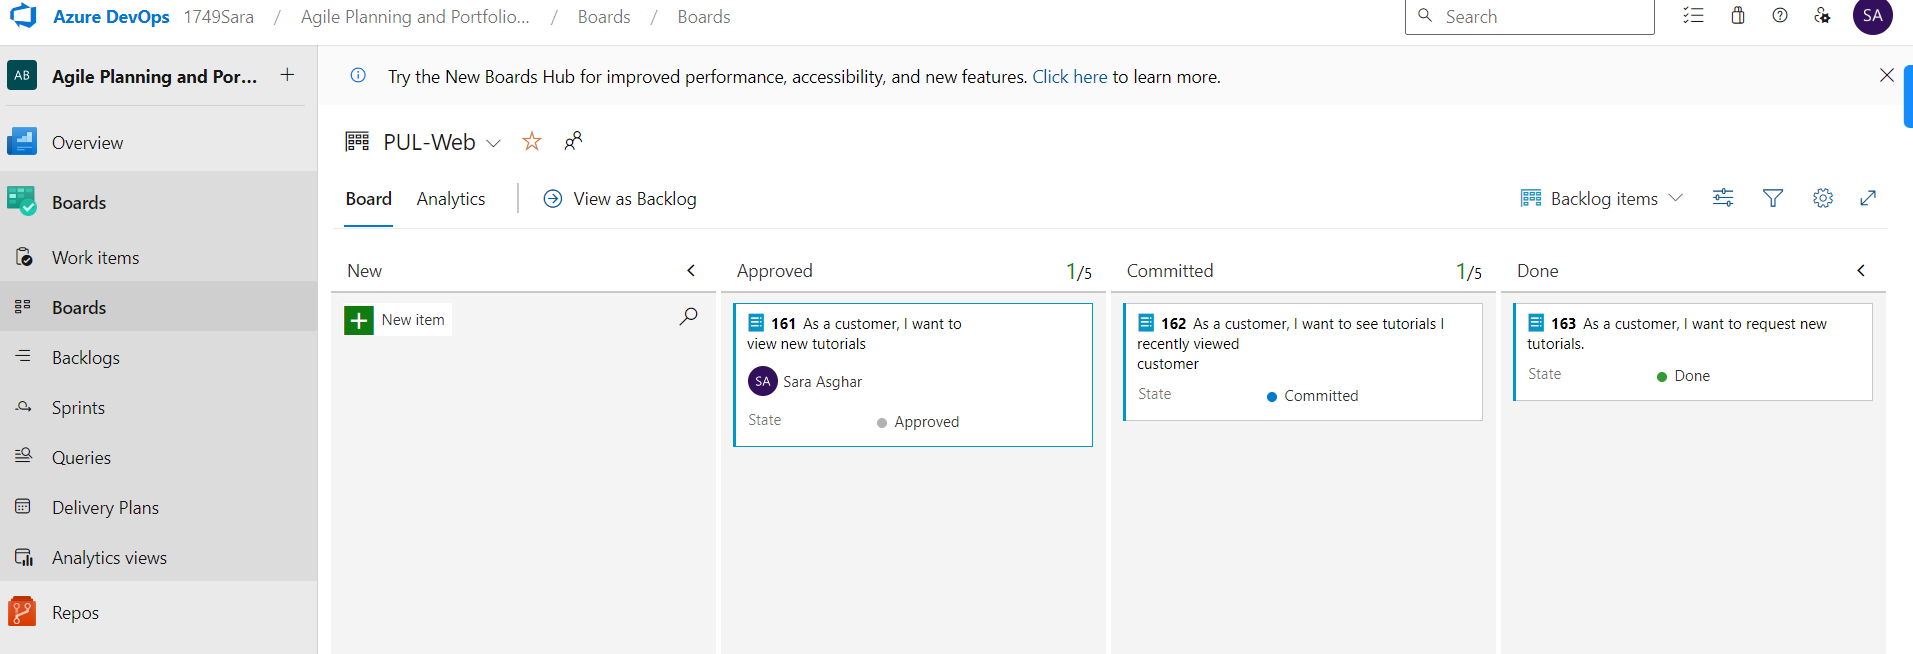 Azure DevOps 1749Sara / Agile Planning and Portfolio... / Boards / Boards
Search
SA
AB Agile Planning and Por... +
Try the New Boards Hub for improved performance, accessibility, and new features. Click here to learn more.
Overview
Boards
Work items
Boards
Backlogs
Sprints
Queries
Delivery Plans
Analytics views
Repos
PUL-Web
Board Analytics View as Backlog
Backlog items
New
New item
Approved 1/5
161 As a customer, I want to
view new tutorials
SA Sara Asghar
State Approved
Committed 1/5
162 As a customer, I want to see tutorials I
recently viewed
customer
State Committed
Done
163 As a customer, I want to request new
tutorials.
State Done